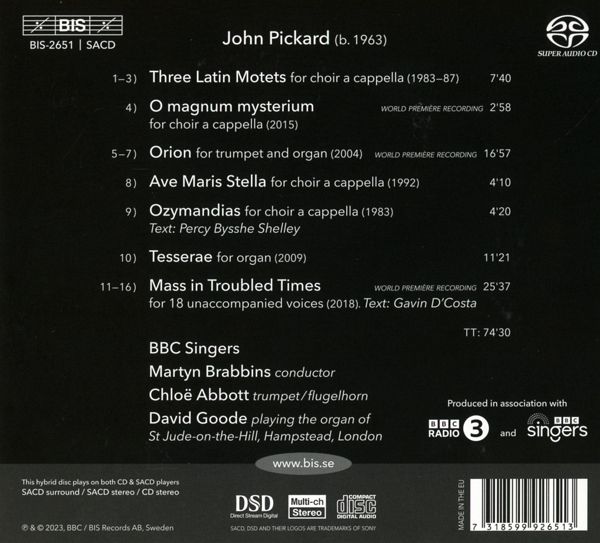 BIS
BIS-2651 | SACD
John Pickard (b. 1963)
SUPER AUDIO CD
1–3) Three Latin Motets for choir a cappella (1983–87) 7'40
4) O magnum mysterium WORLD PREMIÈRE RECORDING 2'58
for choir a cappella (2015)
5–7) Orion for trumpet and organ (2004) WORLD PREMIÈRE RECORDING 16'57
8) Ave Maris Stella for choir a cappella (1992) 4'10
9) Ozymandias for choir a cappella (1983) 4'20
Text: Percy Bysshe Shelley
10) Tesserae for organ (2009) 11'21
11–16) Mass in Troubled Times WORLD PREMIÈRE RECORDING 25'37
for 18 unaccompanied voices (2018). Text: Gavin D'Costa
TT: 74'30
BBC Singers
Martyn Brabbins conductor
Chloë Abbott trumpet/flugelhorn
David Goode playing the organ of
St Jude-on-the-Hill, Hampstead, London
Produced in association with
BBC RADIO 3 and BBC singers
www.bis.se
This hybrid disc plays on both CD & SACD players
SACD surround / SACD stereo / CD stereo
DSD
Direct Stream Digital
Multi-ch
Stereo
COMPACT
disc
DIGITAL AUDIO
℗ & © 2023, BBC / BIS Records AB, Sweden
SACD, DSD AND THEIR LOGOS ARE TRADEMARKS OF SONY
MADE IN THE EU
7 318599 926513